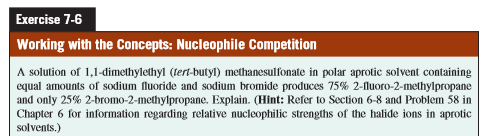 Exercise 7-6
Working with the Concepts: Nucleophile Competition
A solution of 1,1-dimethylethyl (tert-butyl) methanesulfonate in polar aprotic solvent containing
equal amounts of sodium fluoride and sodium bromide produces 75% 2-fluoro-2-methylpropane
and only 25% 2-bromo-2-methylpropane. Explain. (Hint: Refer to Section 6-8 and Problem 58 in
Chapter 6 for information regarding relative nucleophilic strengths of the halide ions in aprotic
solvents.)